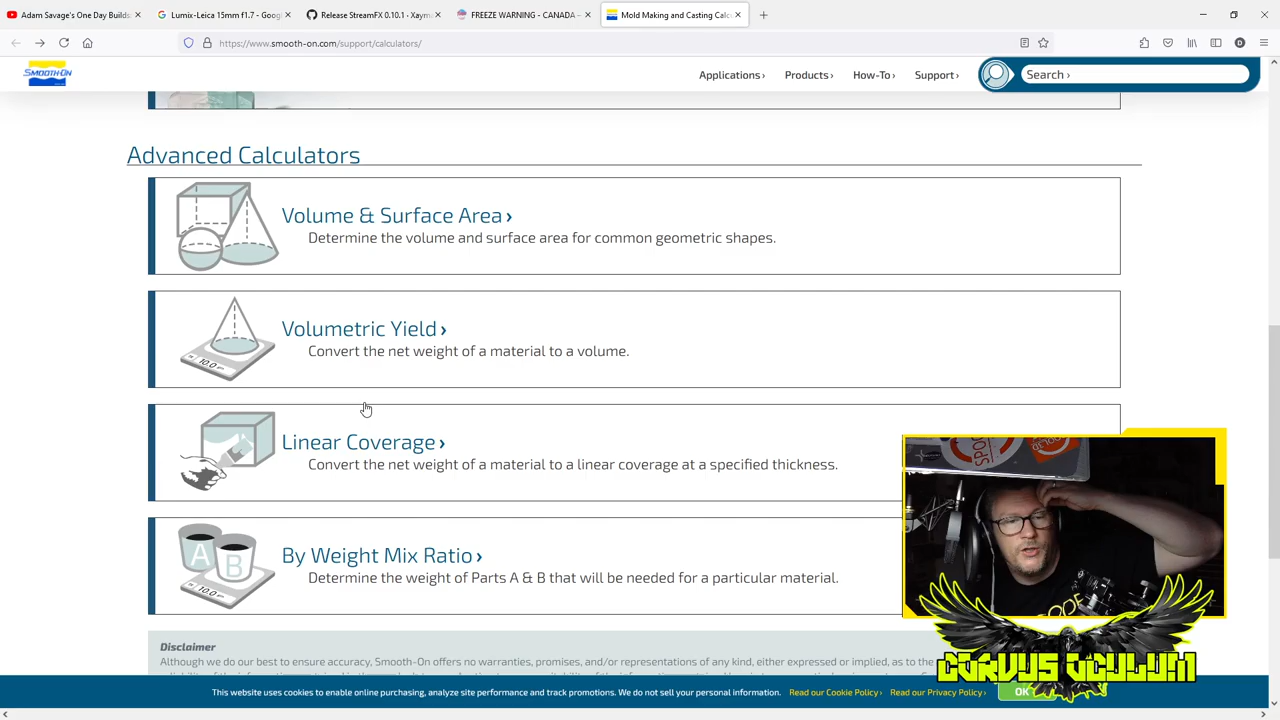 Adam Savage's One Day Builds
Lumix-Leica 15mm f1.7 - Goog
Release StreamFX 0.10.1 · Xaym
FREEZE WARNING - CANADA –
Mold Making and Casting Calc
https://www.smooth-on.com/support/calculators/
SMOOTH-ON
Applications ›
Products ›
How-To ›
Support ›
Search ›
Advanced Calculators
Volume & Surface Area ›
Determine the volume and surface area for common geometric shapes.
Volumetric Yield ›
Convert the net weight of a material to a volume.
10.0
Linear Coverage ›
Convert the net weight of a material to a linear coverage at a specified thickness.
By Weight Mix Ratio ›
Determine the weight of Parts A & B that will be needed for a particular material.
A
B
10.0
Disclaimer
Although we do our best to ensure accuracy, Smooth-On offers no warranties, promises, and/or representations of any kind, either expressed or implied, as to the
CORVUS OCULUM
This website uses cookies to enable online purchasing, analyze site performance and track promotions. We do not sell your personal information.
Read our Cookie Policy ›
Read our Privacy Policy ›
OK